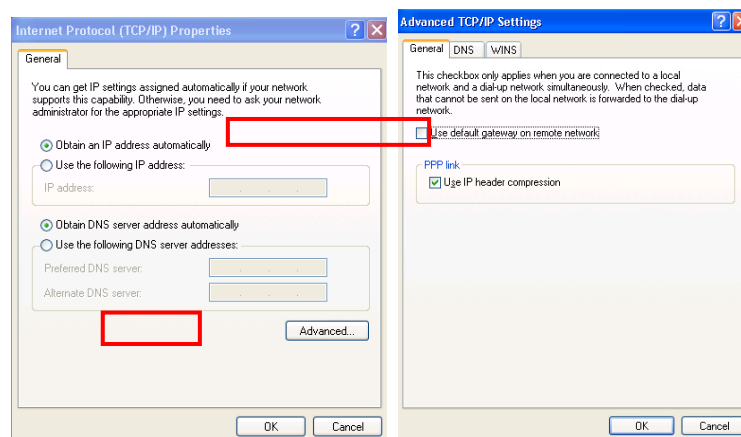 Internet Protocol (TCP/IP) Properties
General
You can get IP settings assigned automatically if your network
supports this capability. Otherwise, you need to ask your network
administrator for the appropriate IP settings.
Obtain an IP address automatically
Use the following IP address:
IP address:
Obtain DNS server address automatically
Use the following DNS server addresses:
Preferred DNS server:
Alternate DNS server:
Advanced...
OK Cancel
Advanced TCP/IP Settings
General DNS WINS
This checkbox only applies when you are connected to a local
network and a dial-up network simultaneously. When checked, data
that cannot be sent on the local network is forwarded to the dial-up
network.
Use default gateway on remote network
PPP link
Use IP header compression
OK Cancel